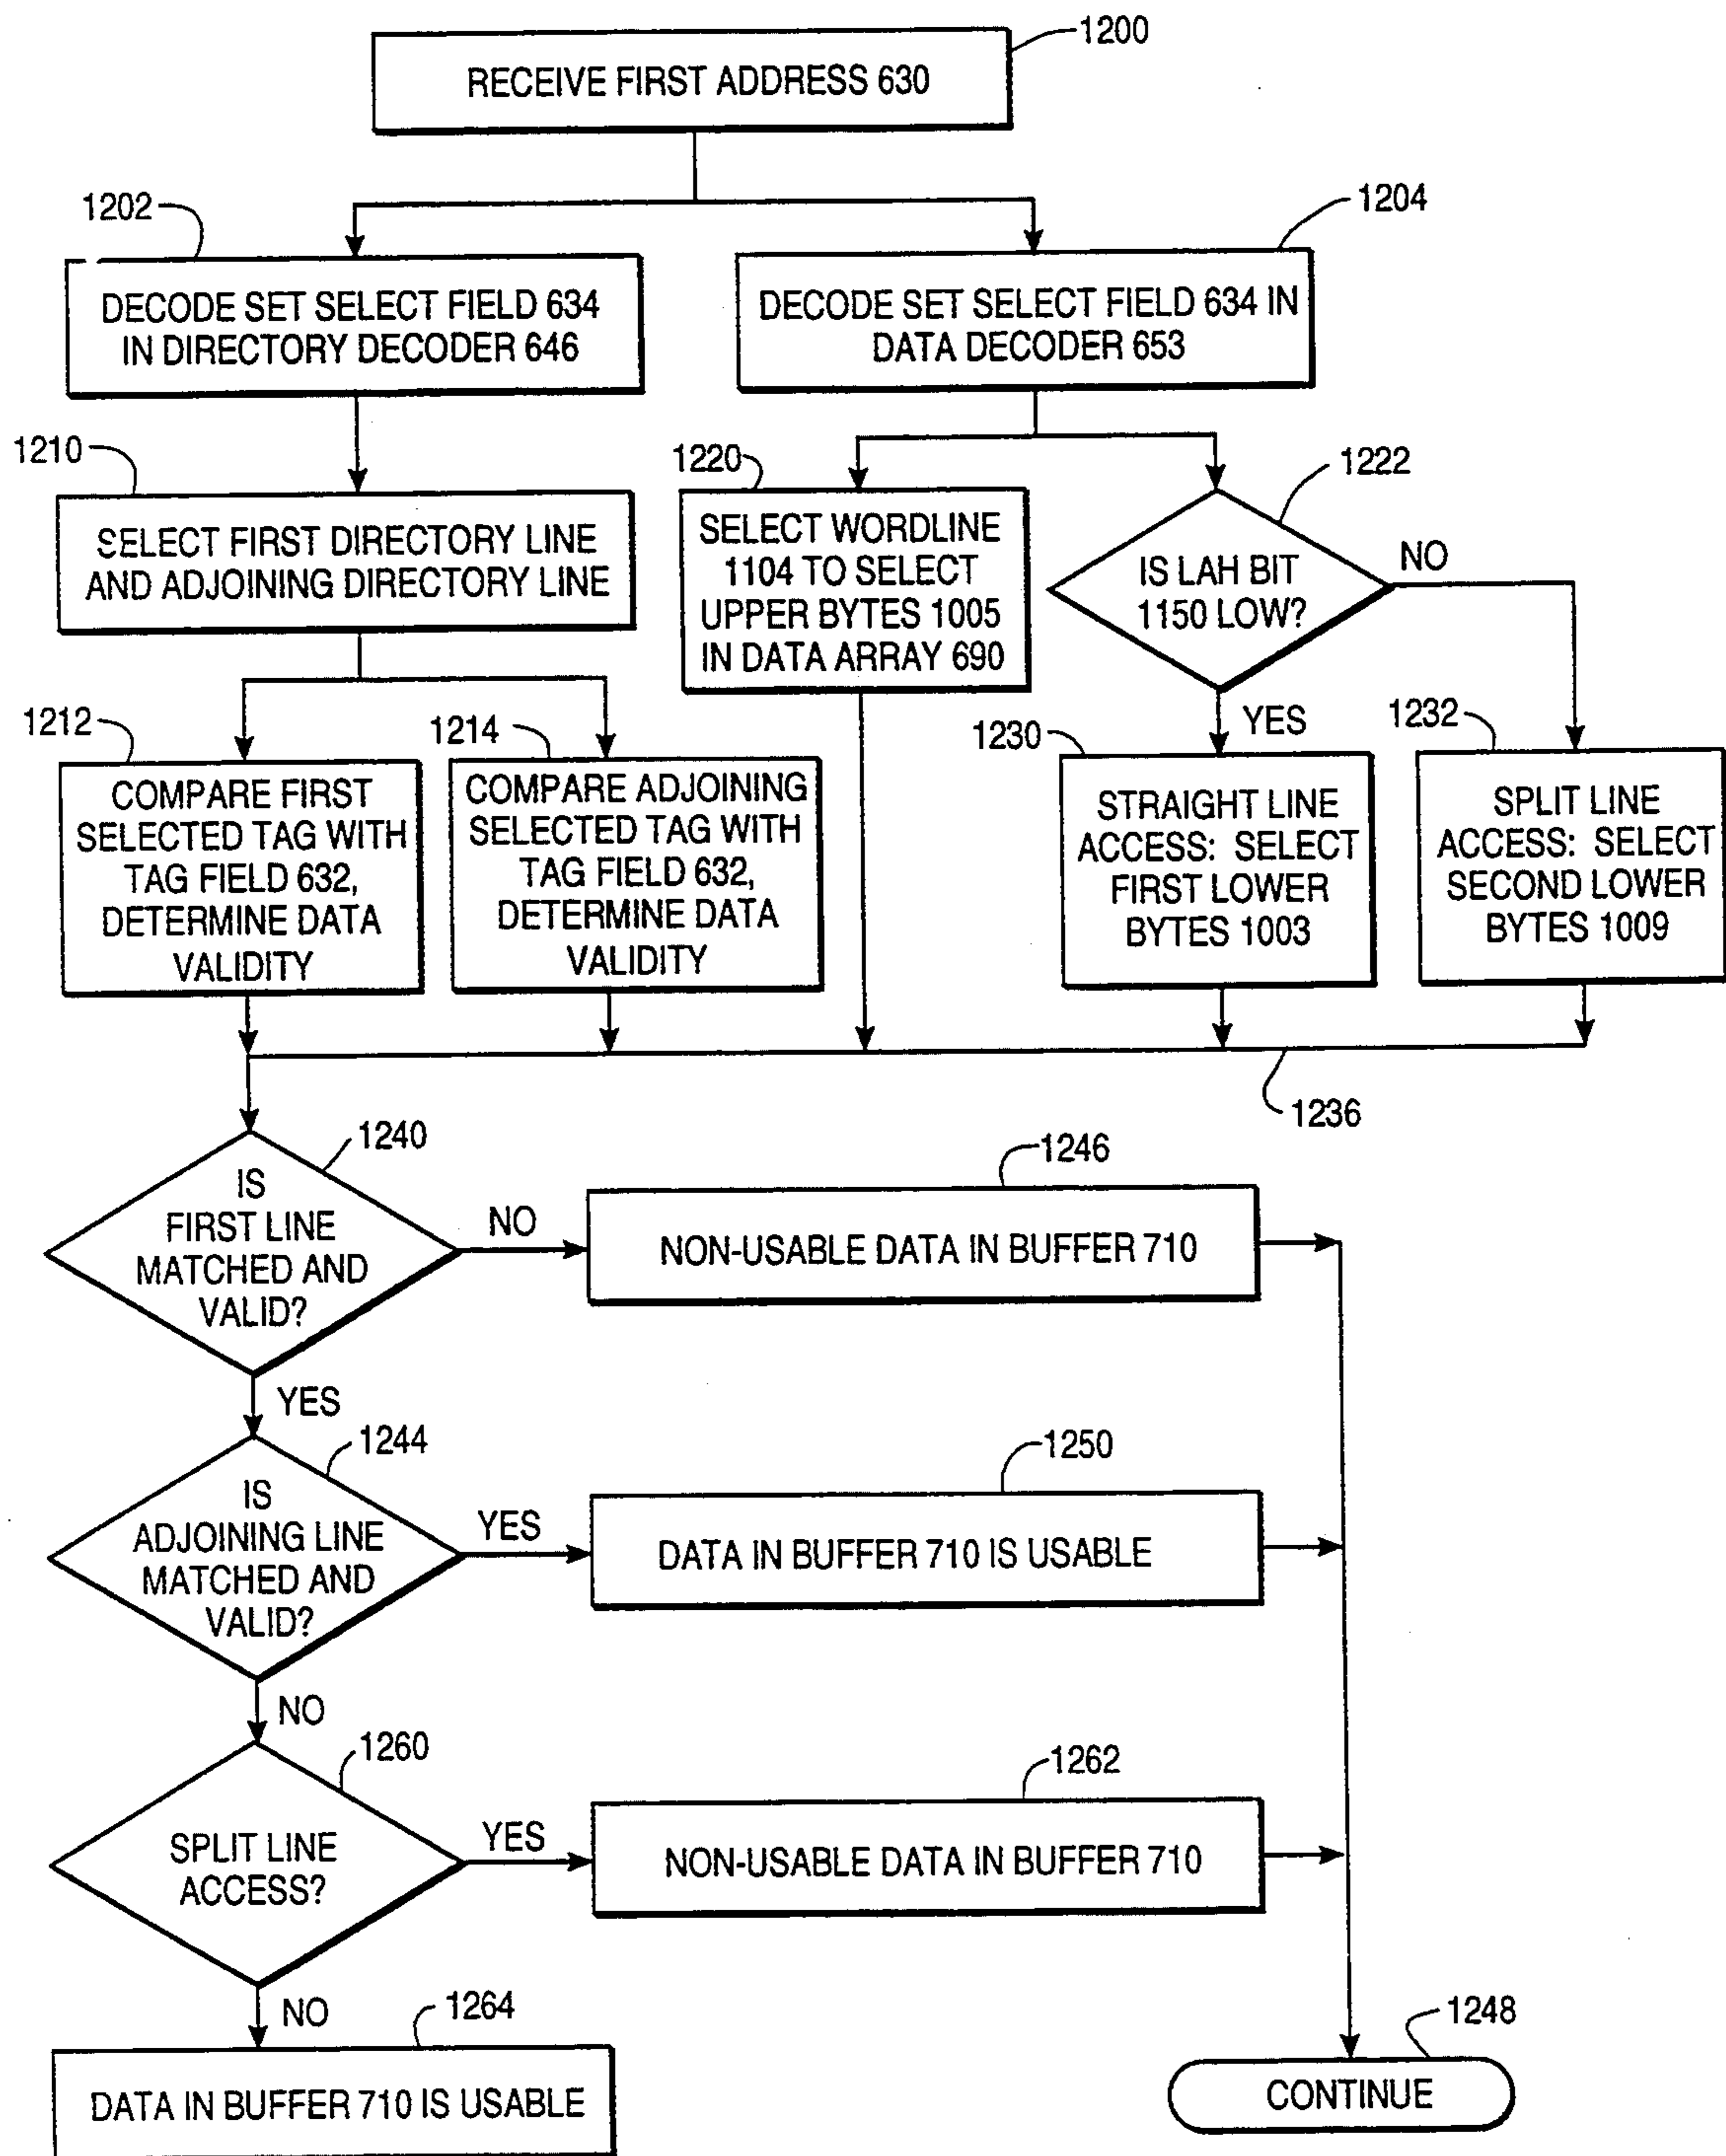 1200
RECEIVE FIRST ADDRESS 630
1202
DECODE SET SELECT FIELD 634
IN DIRECTORY DECODER 646
1204
DECODE SET SELECT FIELD 634 IN
DATA DECODER 653
1210
SELECT FIRST DIRECTORY LINE
AND ADJOINING DIRECTORY LINE
1220
SELECT WORDLINE
1104 TO SELECT
UPPER BYTES 1005
IN DATA ARRAY 690
1222
IS LAH BIT
1150 LOW?
NO
YES
1212
COMPARE FIRST
SELECTED TAG WITH
TAG FIELD 632,
DETERMINE DATA
VALIDITY
1214
COMPARE ADJOINING
SELECTED TAG WITH
TAG FIELD 632,
DETERMINE DATA
VALIDITY
1230
STRAIGHT LINE
ACCESS: SELECT
FIRST LOWER
BYTES 1003
1232
SPLIT LINE
ACCESS: SELECT
SECOND LOWER
BYTES 1009
1236
1240
IS
FIRST LINE
MATCHED AND
VALID?
NO
1246
NON-USABLE DATA IN BUFFER 710
YES
1244
IS
ADJOINING LINE
MATCHED AND
VALID?
YES
1250
DATA IN BUFFER 710 IS USABLE
NO
1260
SPLIT LINE
ACCESS?
YES
1262
NON-USABLE DATA IN BUFFER 710
NO
1264
DATA IN BUFFER 710 IS USABLE
1248
CONTINUE